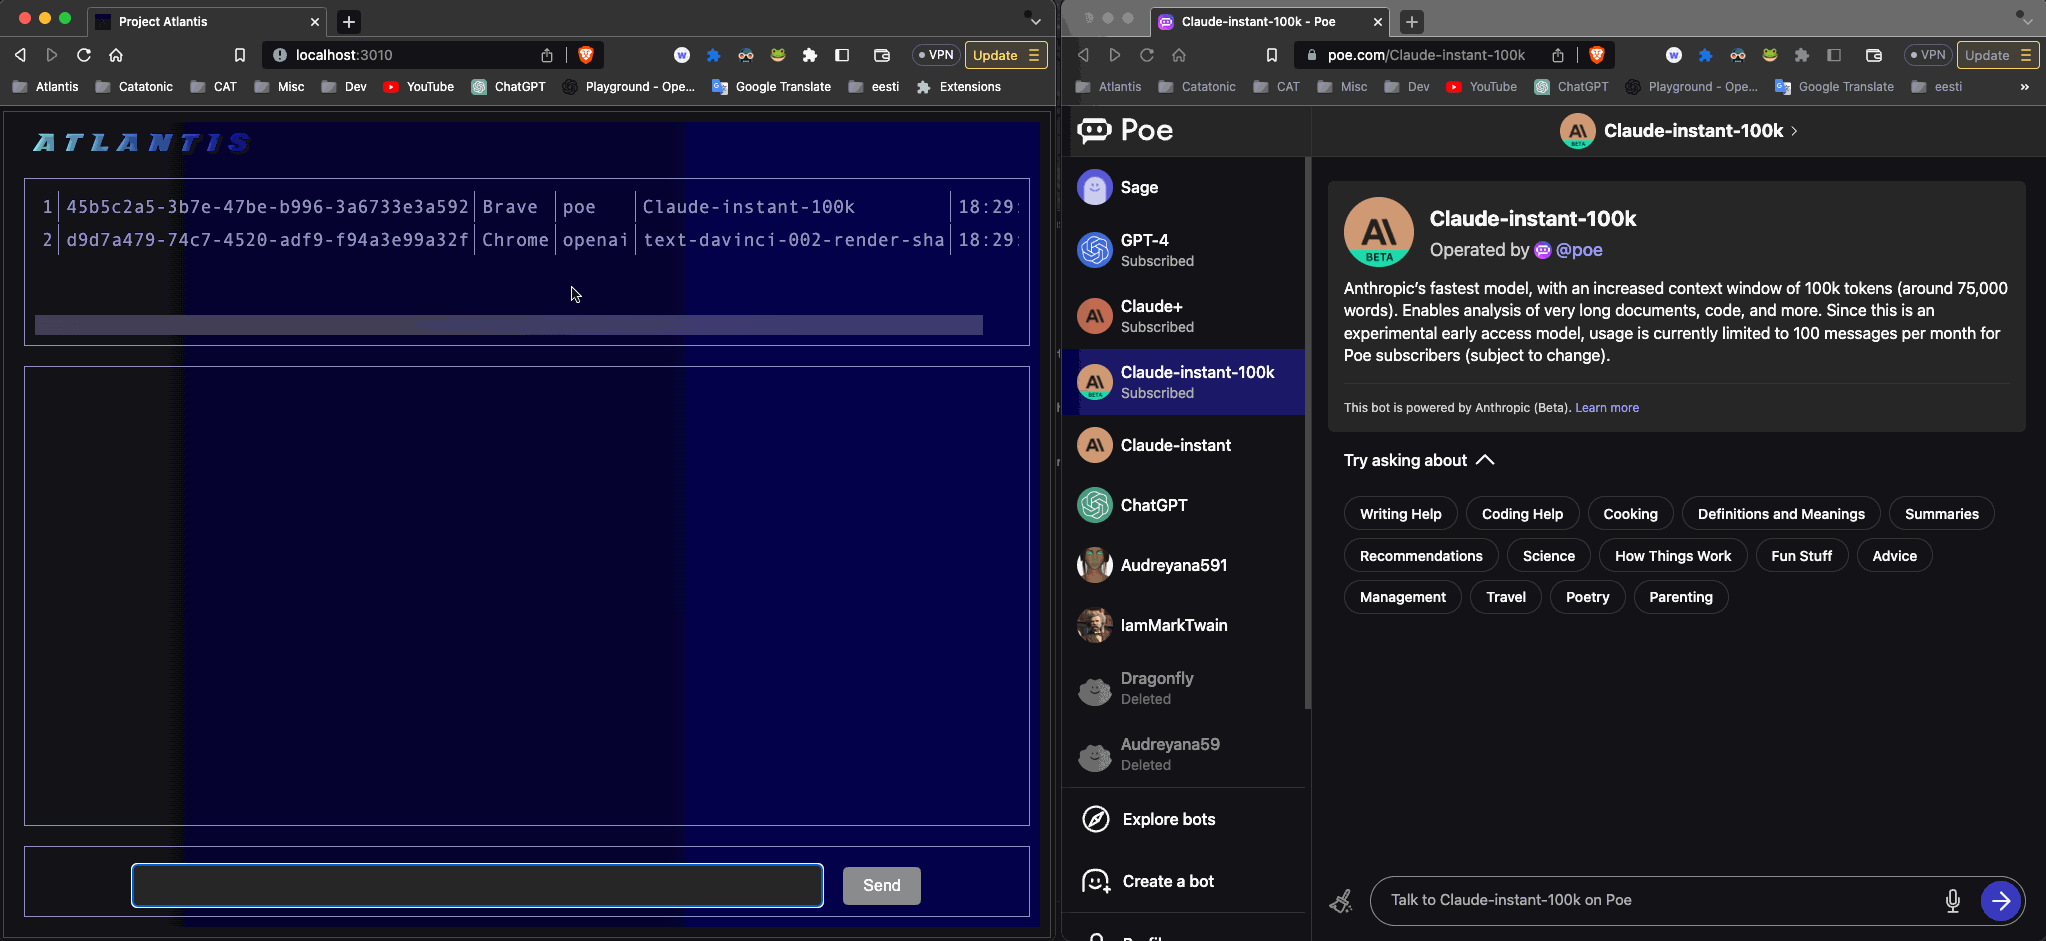 Project Atlantis
localhost:3010
VPN
Update
Atlantis
Catatonic
CAT
Misc
Dev
YouTube
ChatGPT
Playground - Ope...
Google Translate
eesti
Extensions
ATLANTIS
1 45b5c2a5-3b7e-47be-b996-3a6733e3a592 Brave poe Claude-instant-100k 18:29:
2 d9d7a479-74c7-4520-adf9-f94a3e99a32f Chrome openai text-davinci-002-render-sha 18:29:
Send
Claude-instant-100k - Poe
poe.com/Claude-instant-100k
VPN
Update
Atlantis
Catatonic
CAT
Misc
Dev
YouTube
ChatGPT
Playground - Ope...
Google Translate
eesti
»
Poe
Sage
GPT-4
Subscribed
Claude+
Subscribed
Claude-instant-100k
Subscribed
Claude-instant
ChatGPT
Audreyana591
IamMarkTwain
Dragonfly
Deleted
Audreyana59
Deleted
Explore bots
Create a bot
Claude-instant-100k
BETA
Claude-instant-100k
Operated by @poe
Anthropic's fastest model, with an increased context window of 100k tokens (around 75,000
words). Enables analysis of very long documents, code, and more. Since this is an
experimental early access model, usage is currently limited to 100 messages per month for
Poe subscribers (subject to change).
This bot is powered by Anthropic (Beta). Learn more
Try asking about
Writing Help
Coding Help
Cooking
Definitions and Meanings
Summaries
Recommendations
Science
How Things Work
Fun Stuff
Advice
Management
Travel
Poetry
Parenting
Talk to Claude-instant-100k on Poe